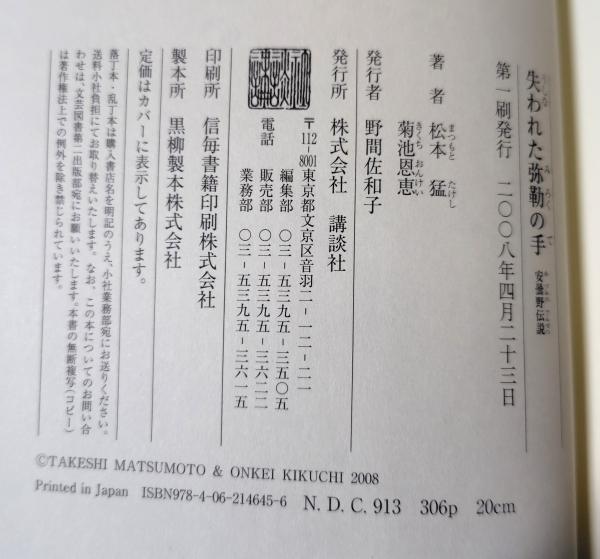 失われた弥勒の手 安曇野伝説
第一刷発行 二〇〇八年四月二十三日
著者 松本 猛
菊池恩恵
発行者 野間佐和子
発行所 株式会社 講談社
〒112-8001 東京都文京区音羽二-一二-二一
電話 編集部 〇三-五三九五-三五〇五
販売部 〇三-五三九五-三六二二
業務部 〇三-五三九五-三六一五
印刷所 信毎書籍印刷株式会社
製本所 黒柳製本株式会社
定価はカバーに表示してあります。
落丁本・乱丁本は購入書店名を明記のうえ、小社業務部宛にお送りください。
送料小社負担にてお取り替えいたします。なお、この本についてのお問い合
わせは、文芸図書第二出版部宛にお願いいたします。本書の無断複写(コピー)
は著作権法上での例外を除き禁じられています。
©TAKESHI MATSUMOTO & ONKEI KIKUCHI 2008
Printed in Japan ISBN978-4-06-214645-6 N. D. C. 913 306p 20cm